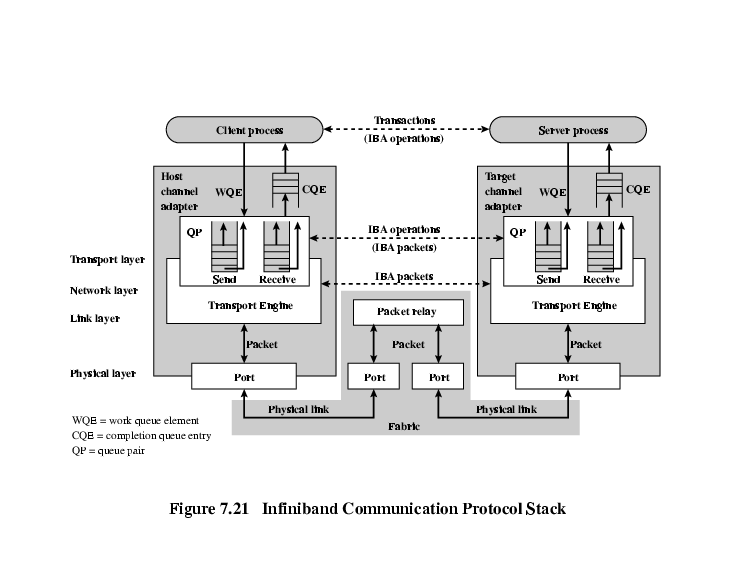 Transactions
Client process
Server process
(IBA operations)
Host
channel
adapter
WQE
CQE
Target
channel
adapter
WQE
CQE
QP
IBA operations
(IBA packets)
QP
Transport layer
Send
Receive
IBA packets
Send
Receive
Network layer
Transport Engine
Packet relay
Transport Engine
Link layer
Packet
Packet
Packet
Physical layer
Port
Port
Port
Port
Physical link
Physical link
Fabric
WQE = work queue element
CQE = completion queue entry
QP = queue pair
Figure 7.21 Infiniband Communication Protocol Stack